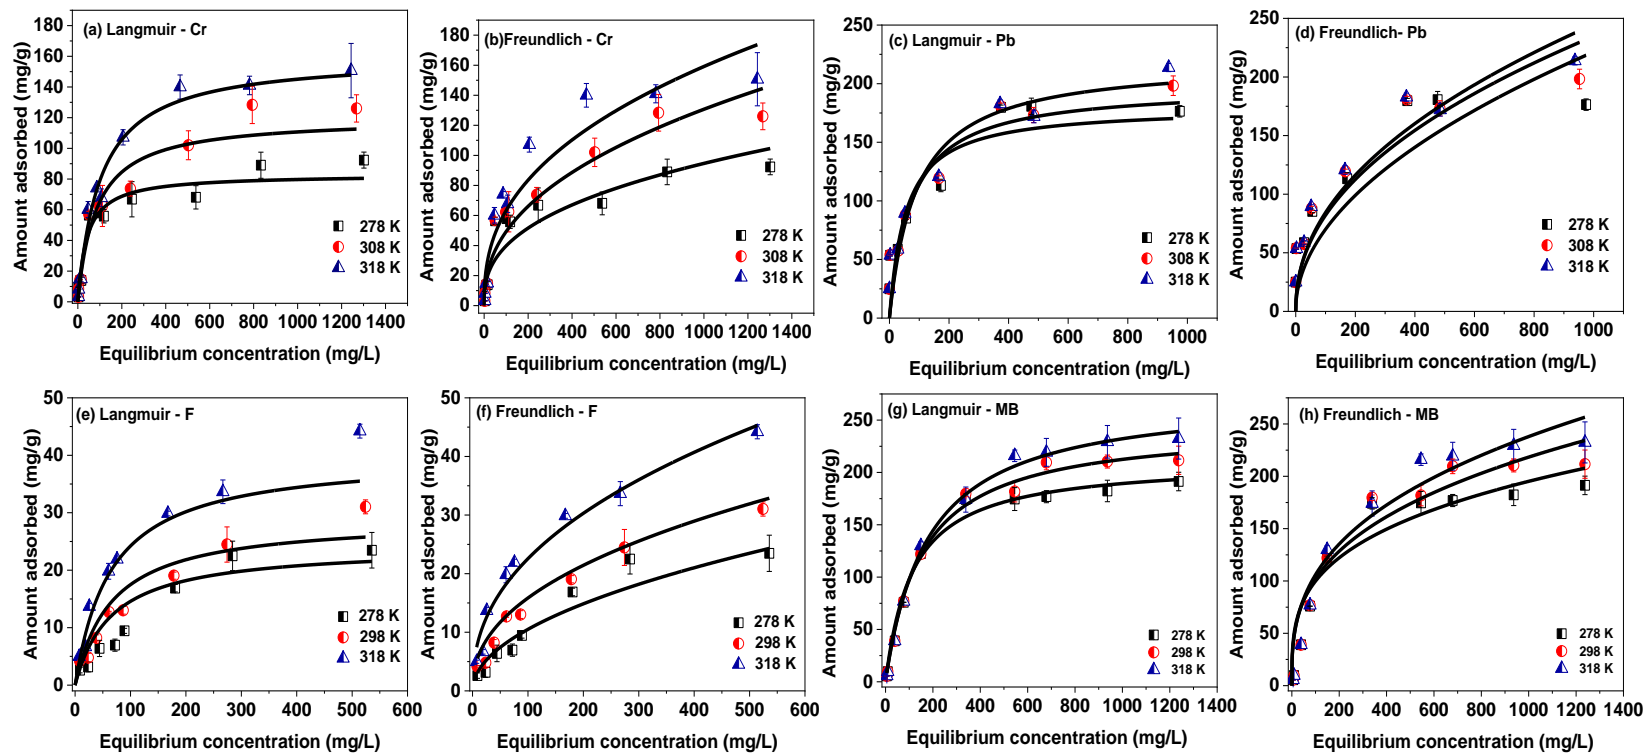 (a) Langmuir - Cr
Amount adsorbed (mg/g)
180
160
140
120
100
80
60
40
20
0
278 K
308 K
318 K
0 200 400 600 800 1000 1200 1400
Equilibrium concentration (mg/L)
(b)Freundlich - Cr
Amount adsorbed (mg/g)
180
160
140
120
100
80
60
40
20
0
278 K
308 K
318 K
0 200 400 600 800 1000 1200 1400
Equilibrium concentration (mg/L)
(c) Langmuir - Pb
Amount adsorbed (mg/g)
250
200
150
100
50
0
278 K
308 K
318 K
0 200 400 600 800 1000
Equilibrium concentration (mg/L)
(d) Freundlich- Pb
Amount adsorbed (mg/g)
250
200
150
100
50
0
278 K
308 K
318 K
0 200 400 600 800 1000
Equilibrium concentration (mg/L)
(e) Langmuir - F
Amount adsorbed (mg/g)
50
40
30
20
10
0
278 K
298 K
318 K
0 100 200 300 400 500 600
Equilibrium concentration (mg/L)
(f) Freundlich - F
Amount adsorbed (mg/g)
50
40
30
20
10
0
278 K
298 K
318 K
0 100 200 300 400 500 600
Equilibrium concentration (mg/L)
(g) Langmuir - MB
Amount adsorbed (mg/g)
250
225
200
175
150
125
100
75
50
25
0
278 K
298 K
318 K
0 200 400 600 800 1000 1200 1400
Equilibrium concentration (mg/L)
(h) Freundlich - MB
Amount adsorbed (mg/g)
250
200
150
100
50
0
278 K
298 K
318 K
0 200 400 600 800 1000 1200 1400
Equilibrium concentration (mg/L)